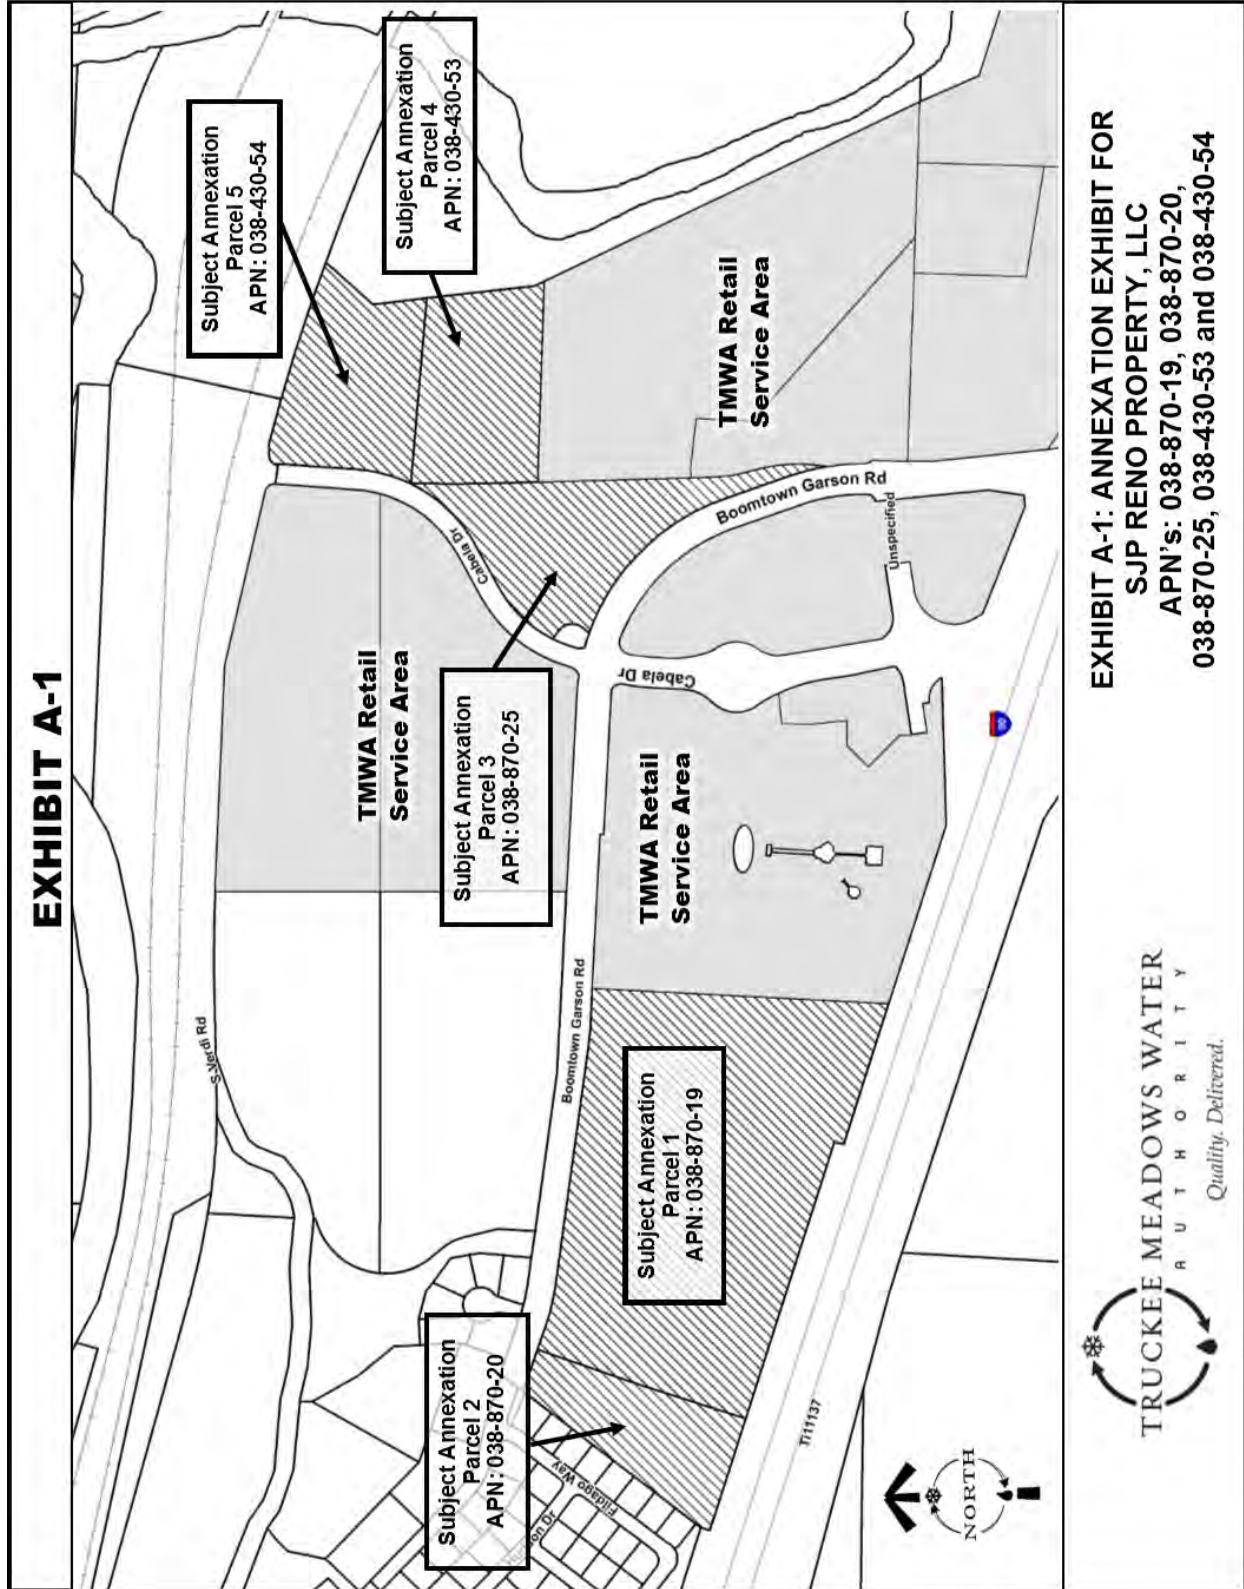 EXHIBIT A-1
S Verdi Rd
Subject Annexation
Parcel 5
APN: 038-430-54
Subject Annexation
Parcel 4
APN: 038-430-53
TMWA Retail
Service Area
Cabela Dr
Subject Annexation
Parcel 3
APN: 038-870-25
Subject Annexation
Parcel 2
APN: 038-870-20
Fildago Way
Dr
Boomtown Garson Rd
Subject Annexation
Parcel 1
APN: 038-870-19
TMWA Retail
Service Area
Cabela Dr
Boomtown Garson Rd
TMWA Retail
Service Area
Unspecified
80
NORTH
TRUCKEE MEADOWS WATER
AUTHORITY
Quality. Delivered.
EXHIBIT A-1: ANNEXATION EXHIBIT FOR
SJP RENO PROPERTY, LLC
APN's: 038-870-19, 038-870-20,
038-870-25, 038-430-53 and 038-430-54